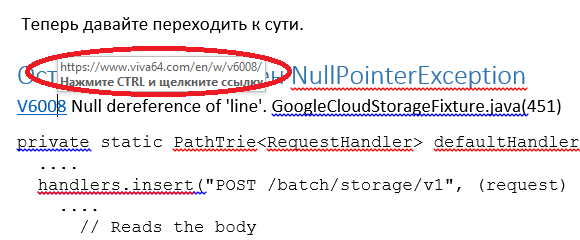 Теперь давайте переходить к сути.
https://www.viva64.com/en/w/v6008/
Нажмите CTRL и щелкните ссылку
NullPointerException
V6008 Null dereference of 'line'. GoogleCloudStorageFixture.java(451)
private static PathTrie<RequestHandler> defaultHandler
....
handlers.insert("POST /batch/storage/v1", (request)
....
// Reads the body